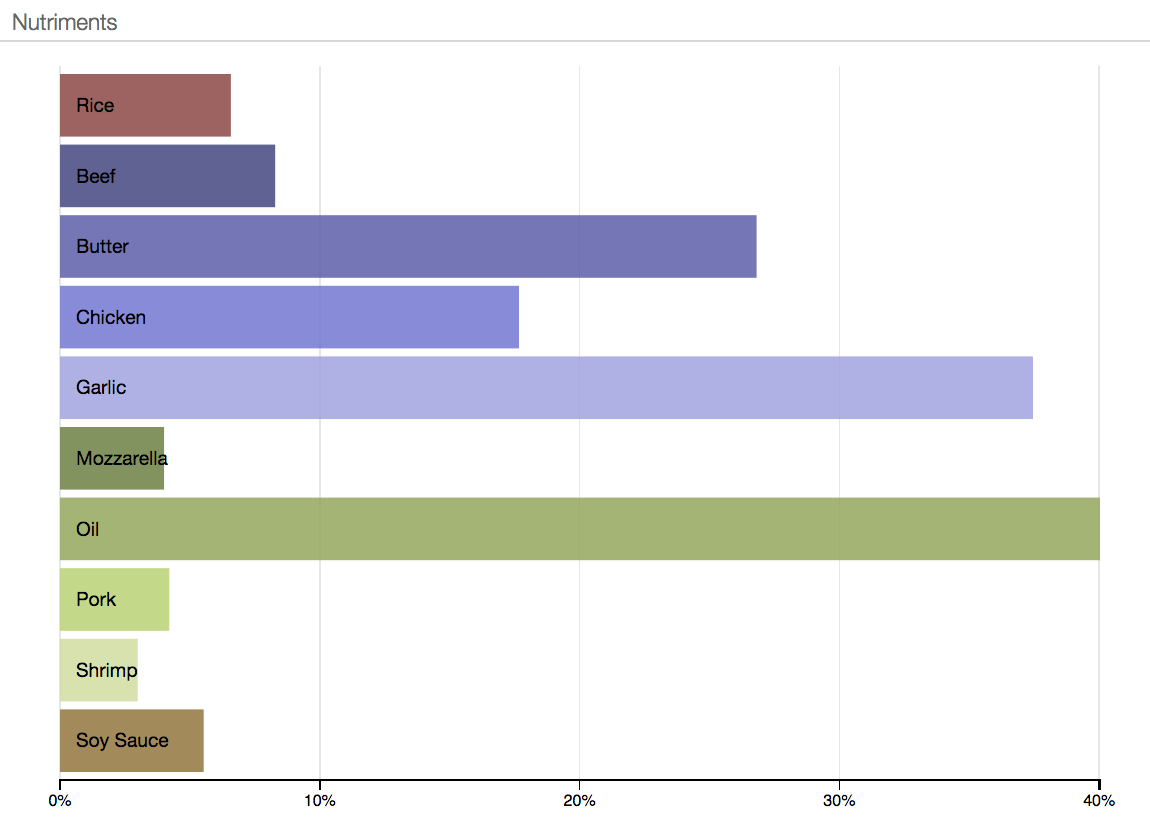 Nutriments
Rice
Beef
Butter
Chicken
Garlic
Mozzarella
Oil
Pork
Shrimp
Soy Sauce
0% 10% 20% 30% 40%